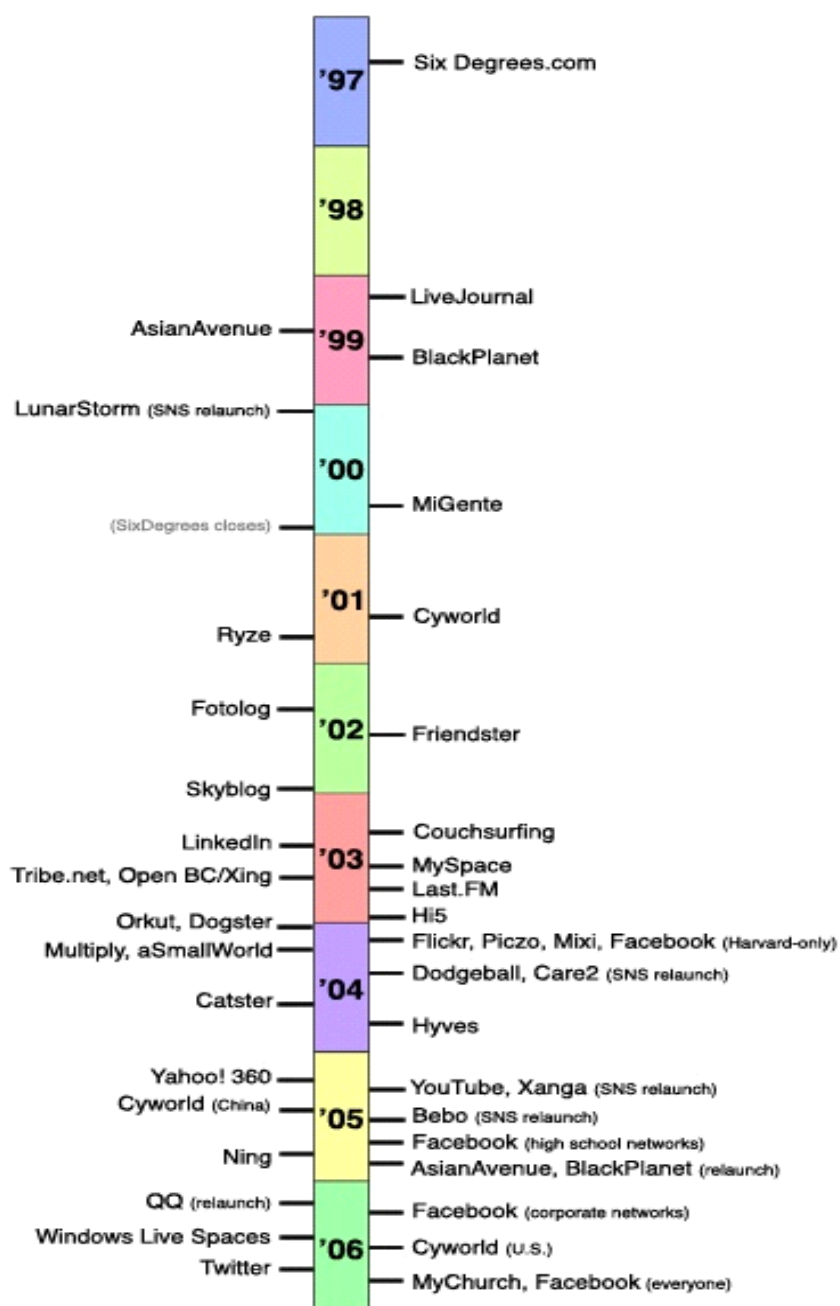 '97
Six Degrees.com
'98
LiveJournal
AsianAvenue
'99
BlackPlanet
LunarStorm (SNS relaunch)
'00
MiGente
(SixDegrees closes)
'01
Cyworld
Ryze
Fotolog
'02
Friendster
Skyblog
Couchsurfing
LinkedIn
'03
MySpace
Tribe.net, Open BC/Xing
Last.FM
Hi5
Orkut, Dogster
Flickr, Piczo, Mixi, Facebook (Harvard-only)
Multiply, aSmallWorld
Dodgeball, Care2 (SNS relaunch)
'04
Catster
Hyves
Yahoo! 360
YouTube, Xanga (SNS relaunch)
Cyworld (China)
'05
Bebo (SNS relaunch)
Facebook (high school networks)
Ning
AsianAvenue, BlackPlanet (relaunch)
QQ (relaunch)
Facebook (corporate networks)
Windows Live Spaces
'06
Cyworld (U.S.)
Twitter
MyChurch, Facebook (everyone)